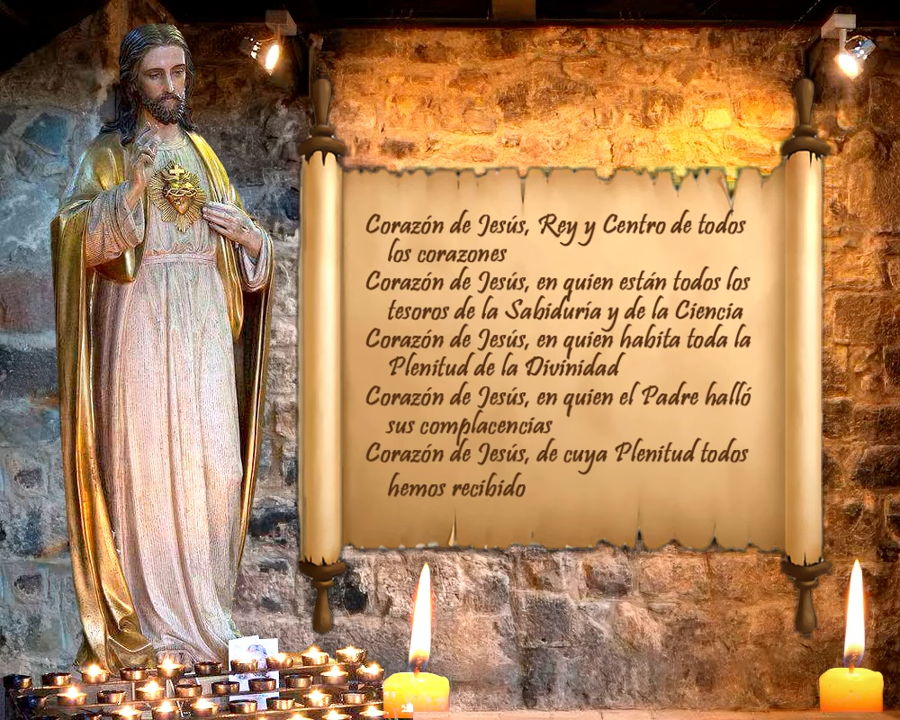 Corazón de Jesús, Rey y Centro de todos
los corazones
Corazón de Jesús, en quien están todos los
tesoros de la Sabiduría y de la Ciencia
Corazón de Jesús, en quien habita toda la
Plenitud de la Divinidad
Corazón de Jesús, en quien el Padre halló
sus complacencias
Corazón de Jesús, de cuya Plenitud todos
hemos recibido